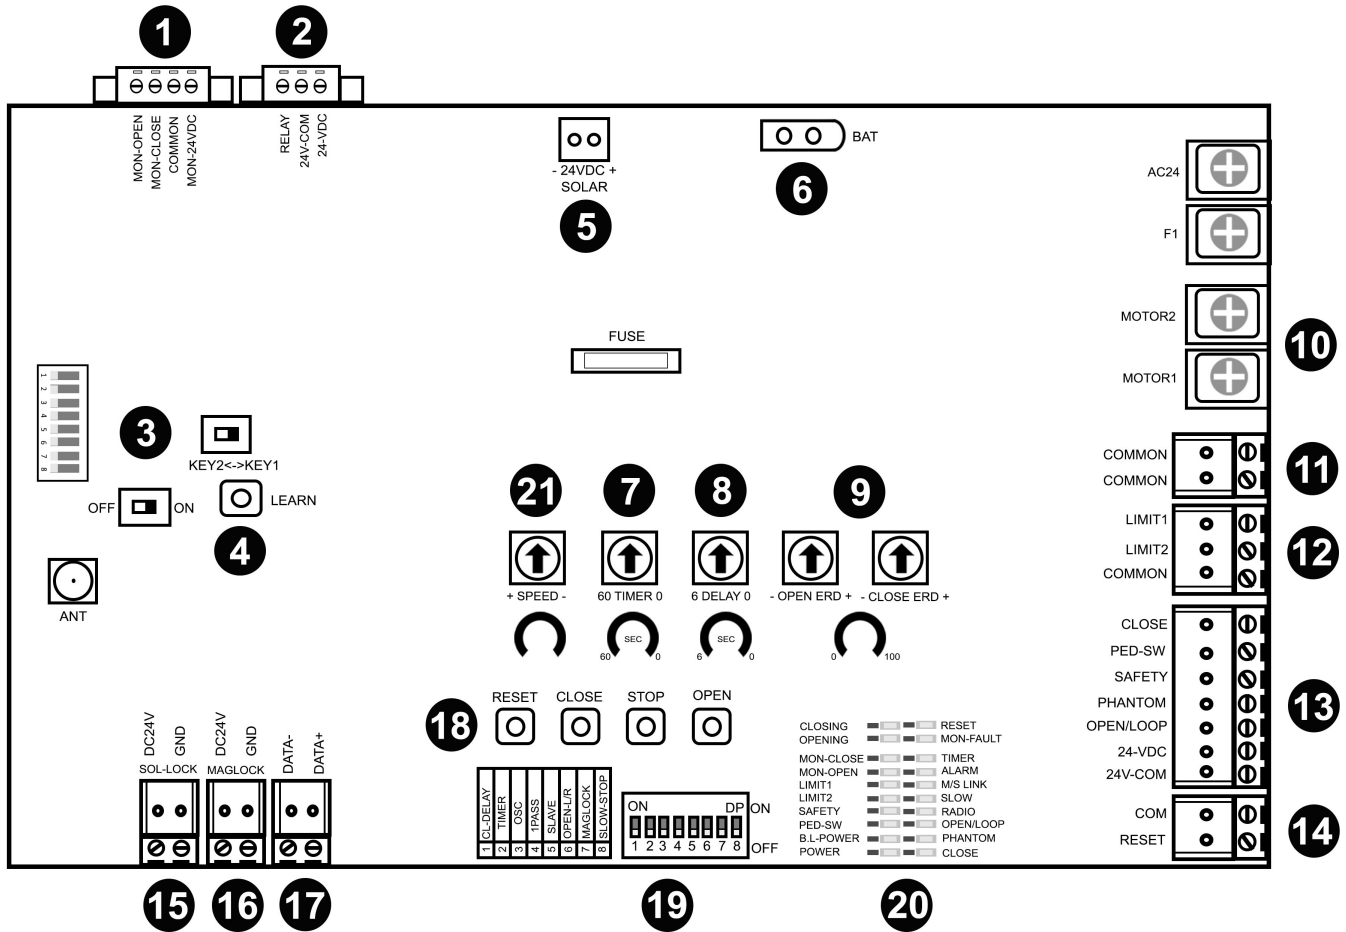 1
2
MON-OPEN
MON-CLOSE
COMMON
MON-24VDC
RELAY
24V-COM
24-VDC
- 24VDC +
SOLAR
5
BAT
6
AC24
F1
MOTOR2
MOTOR1
10
FUSE
1
2
3
4
5
6
7
8
3
KEY2<->KEY1
OFF
ON
LEARN
4
ANT
COMMON
COMMON
11
LIMIT1
LIMIT2
COMMON
12
21
7
8
9
+ SPEED -
60 TIMER 0
6 DELAY 0
- OPEN ERD +
- CLOSE ERD +
SEC
60
0
SEC
6
0
0
100
CLOSE
PED-SW
SAFETY
PHANTOM
OPEN/LOOP
24-VDC
24V-COM
13
COM
RESET
14
18
RESET
CLOSE
STOP
OPEN
CLOSING
OPENING
MON-CLOSE
MON-OPEN
LIMIT1
LIMIT2
SAFETY
PED-SW
B.L-POWER
POWER
RESET
MON-FAULT
TIMER
ALARM
M/S LINK
SLOW
RADIO
OPEN/LOOP
PHANTOM
CLOSE
20
DC24V
GND
SOL-LOCK
15
DC24V
GND
MAGLOCK
16
DATA-
DATA+
17
1 CL-DELAY
2 TIMER
3 OSC
4 1PASS
5 SLAVE
6 OPEN-L/R
7 MAGLOCK
8 SLOW-STOP
ON DP
1 2 3 4 5 6 7 8
ON
OFF
19